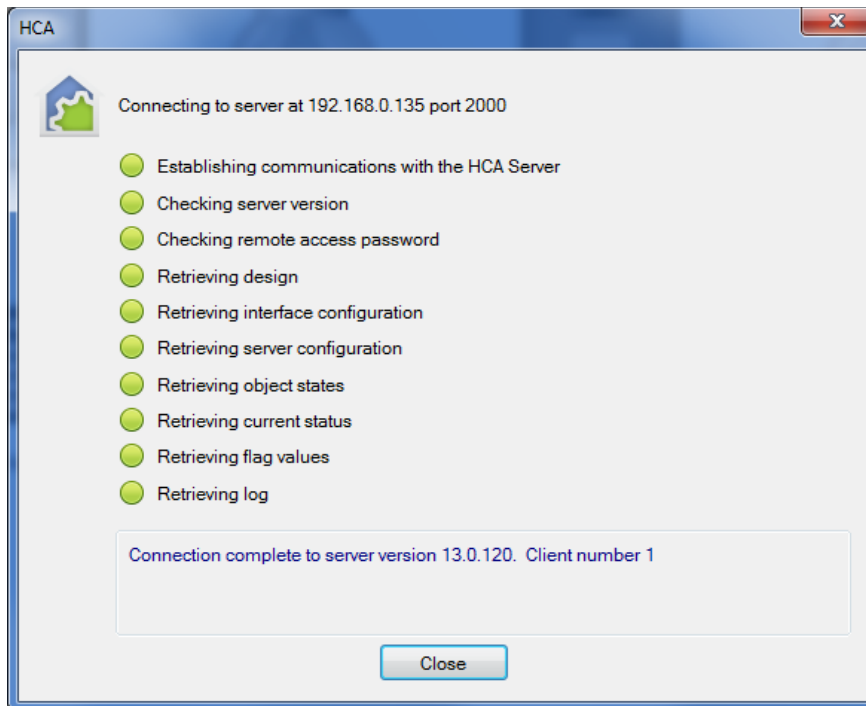 HCA
Connecting to server at 192.168.0.135 port 2000
Establishing communications with the HCA Server
Checking server version
Checking remote access password
Retrieving design
Retrieving interface configuration
Retrieving server configuration
Retrieving object states
Retrieving current status
Retrieving flag values
Retrieving log
Connection complete to server version 13.0.120.  Client number 1
Close